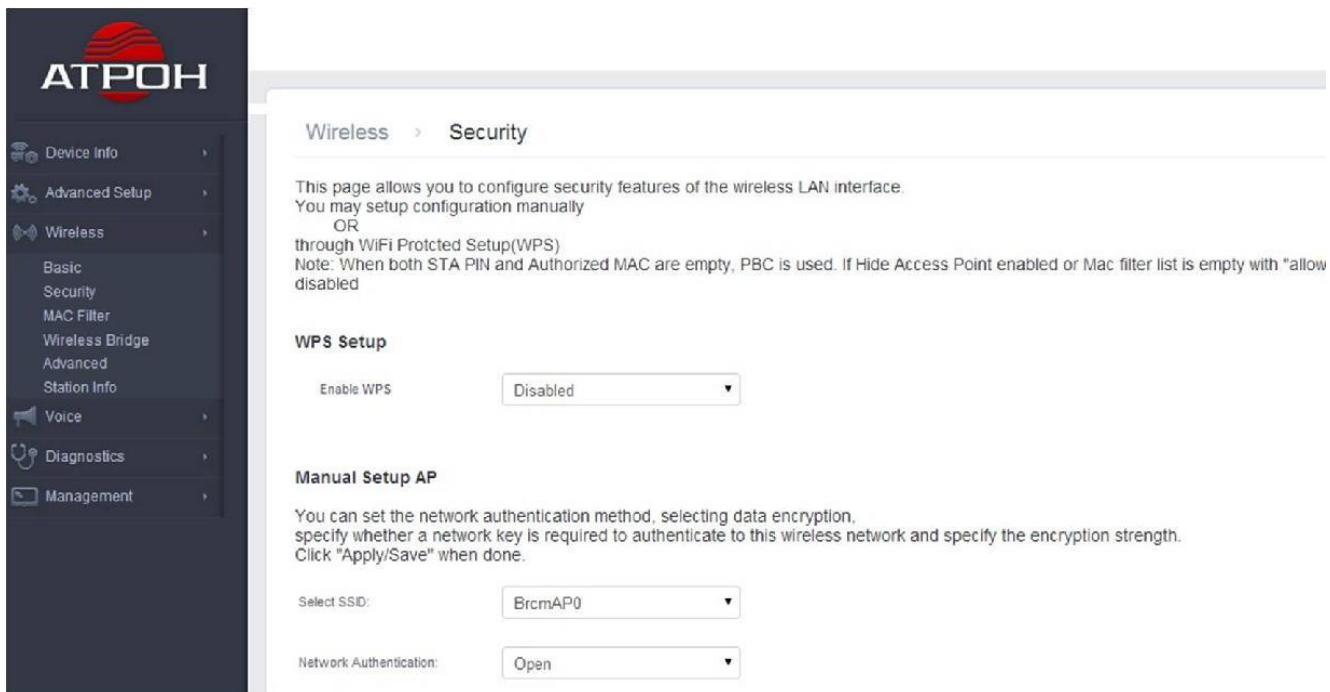 АТРОН
Device Info
Advanced Setup
Wireless
Basic
Security
MAC Filter
Wireless Bridge
Advanced
Station Info
Voice
Diagnostics
Management
Wireless > Security
This page allows you to configure security features of the wireless LAN interface.
You may setup configuration manually
OR
through WiFi Protcted Setup(WPS)
Note: When both STA PIN and Authorized MAC are empty, PBC is used. If Hide Access Point enabled or Mac filter list is empty with "allow
disabled
WPS Setup
Enable WPS Disabled
Manual Setup AP
You can set the network authentication method, selecting data encryption,
specify whether a network key is required to authenticate to this wireless network and specify the encryption strength.
Click "Apply/Save" when done.
Select SSID: BrcmAP0
Network Authentication: Open